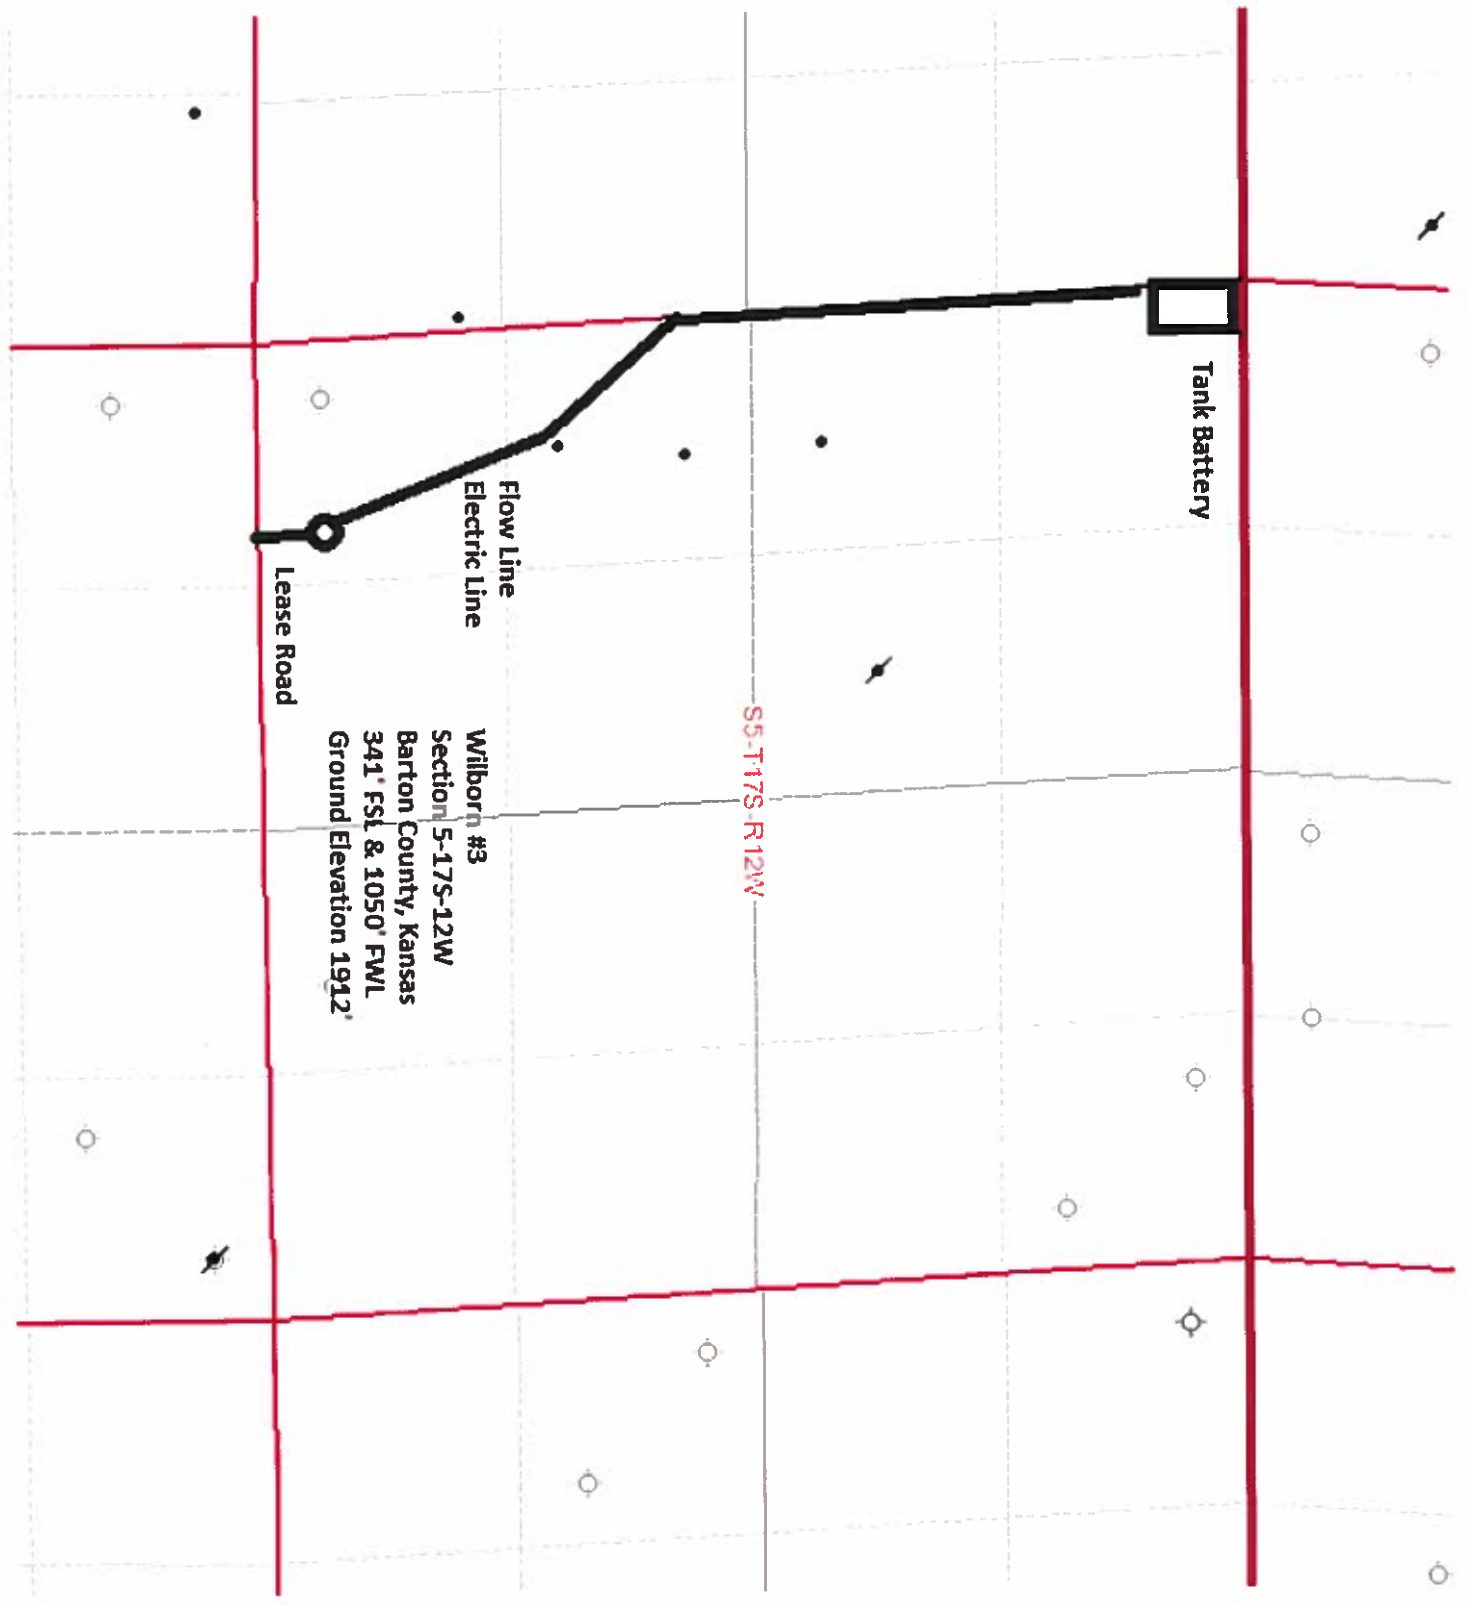 Tank Battery
Flow Line
Electric Line
Lease Road
S5-T17S-R12W
Wilborn #3
Section 5-17S-12W
Barton County, Kansas
341' FSL & 1050' FWL
Ground Elevation 1912'